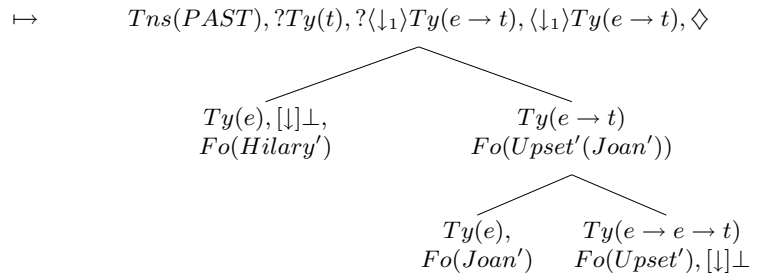 ↦ Tns(PAST), ?Ty(t), ?⟨↓₁⟩Ty(e → t), ⟨↓₁⟩Ty(e → t), ♢
Ty(e), [↓]⊥, Ty(e → t)
Fo(Hilary′) Fo(Upset′(Joan′))
Ty(e), Ty(e → e → t)
Fo(Joan′) Fo(Upset′), [↓]⊥